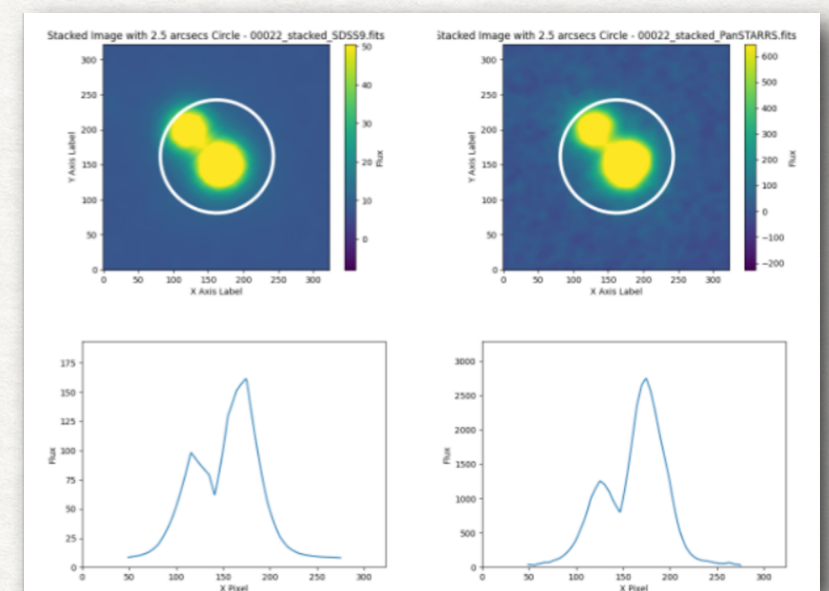 Stacked Image with 2.5 arcsecs Circle - 00022_stacked_SDSS9.fits
Stacked Image with 2.5 arcsecs Circle - 00022_stacked_PanSTARRS.fits
300
250
200
150
100
50
0
Y Axis Label
0 50 100 150 200 250 300
X Axis Label
50
40
30
20
10
0
Flux
300
250
200
150
100
50
0
Y Axis Label
0 50 100 150 200 250 300
X Axis Label
600
500
400
300
200
100
0
−100
−200
Flux
175
150
125
100
75
50
25
0
Flux
0 50 100 150 200 250 300
X Pixel
3000
2500
2000
1500
1000
500
0
Flux
0 50 100 150 200 250 300
X Pixel